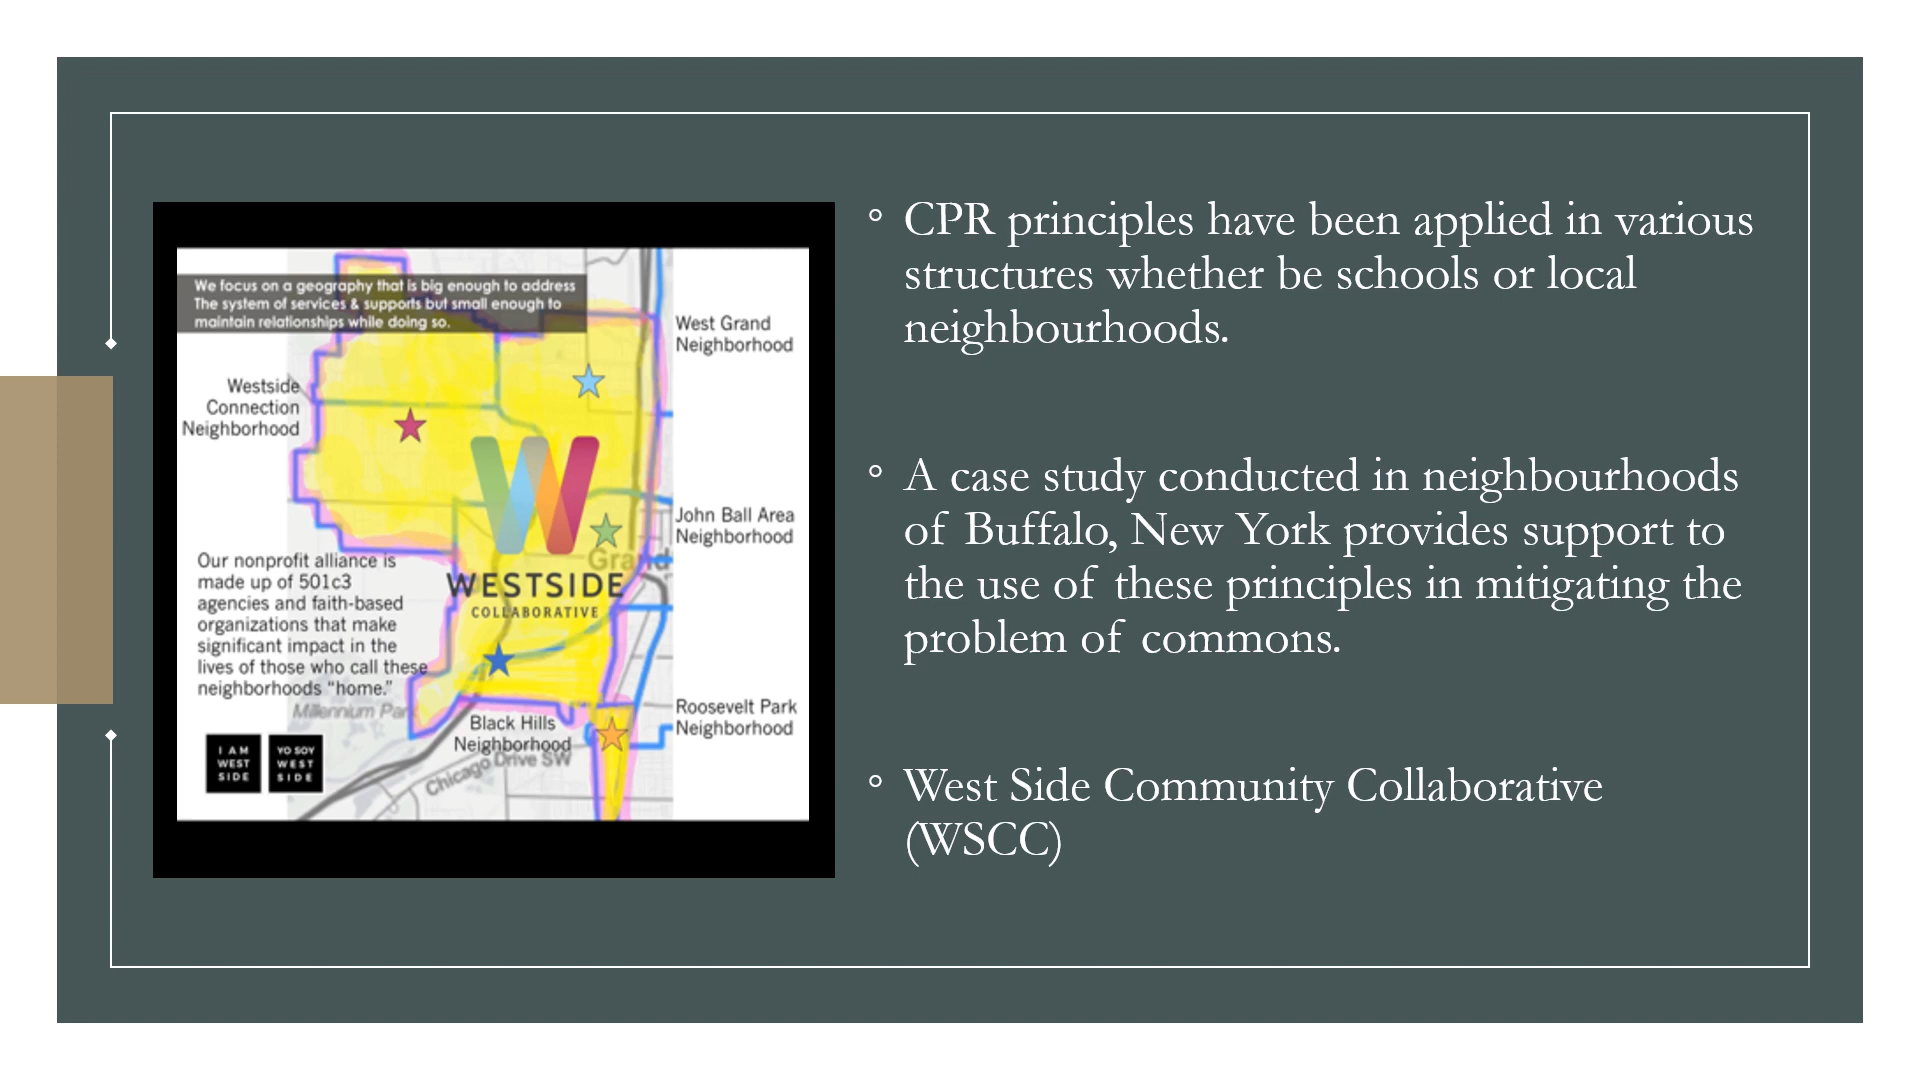 We focus on a geography that is big enough to address
The system of services & supports but small enough to
maintain relationships while doing so.
West Grand
Neighborhood
Westside
Connection
Neighborhood
John Ball Area
Neighborhood
Grand
W
WESTSIDE
COLLABORATIVE
Our nonprofit alliance is
made up of 501c3
agencies and faith-based
organizations that make
significant impact in the
lives of those who call these
neighborhoods “home.”
Millennium Park
Roosevelt Park
Neighborhood
Black Hills
Neighborhood
Chicago Drive SW
I AM
WEST
SIDE
YO SOY
WEST
SIDE
° CPR principles have been applied in various
structures whether be schools or local
neighbourhoods.
° A case study conducted in neighbourhoods
of Buffalo, New York provides support to
the use of these principles in mitigating the
problem of commons.
° West Side Community Collaborative
(WSCC)